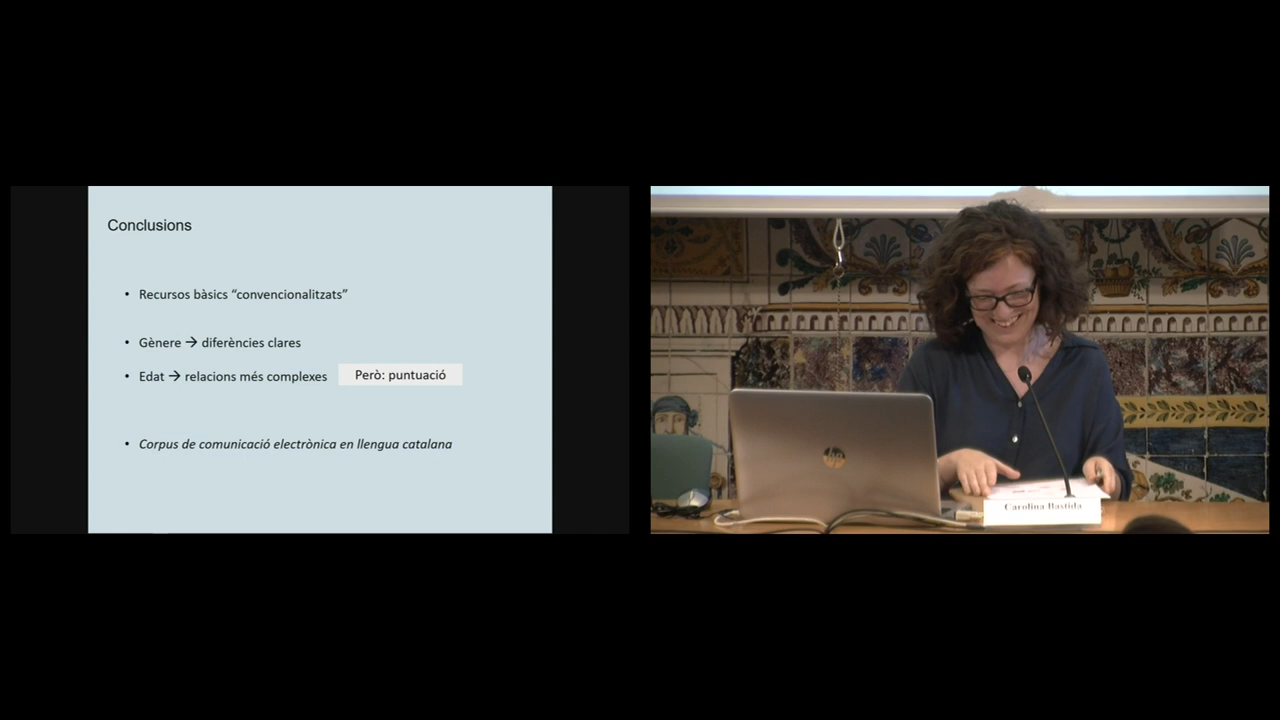 Conclusions
• Recursos bàsics “convencionalitzats”
• Gènere → diferències clares
• Edat → relacions més complexes
Però: puntuació
• Corpus de comunicació electrònica en llengua catalana
hp
Carolina Bastida